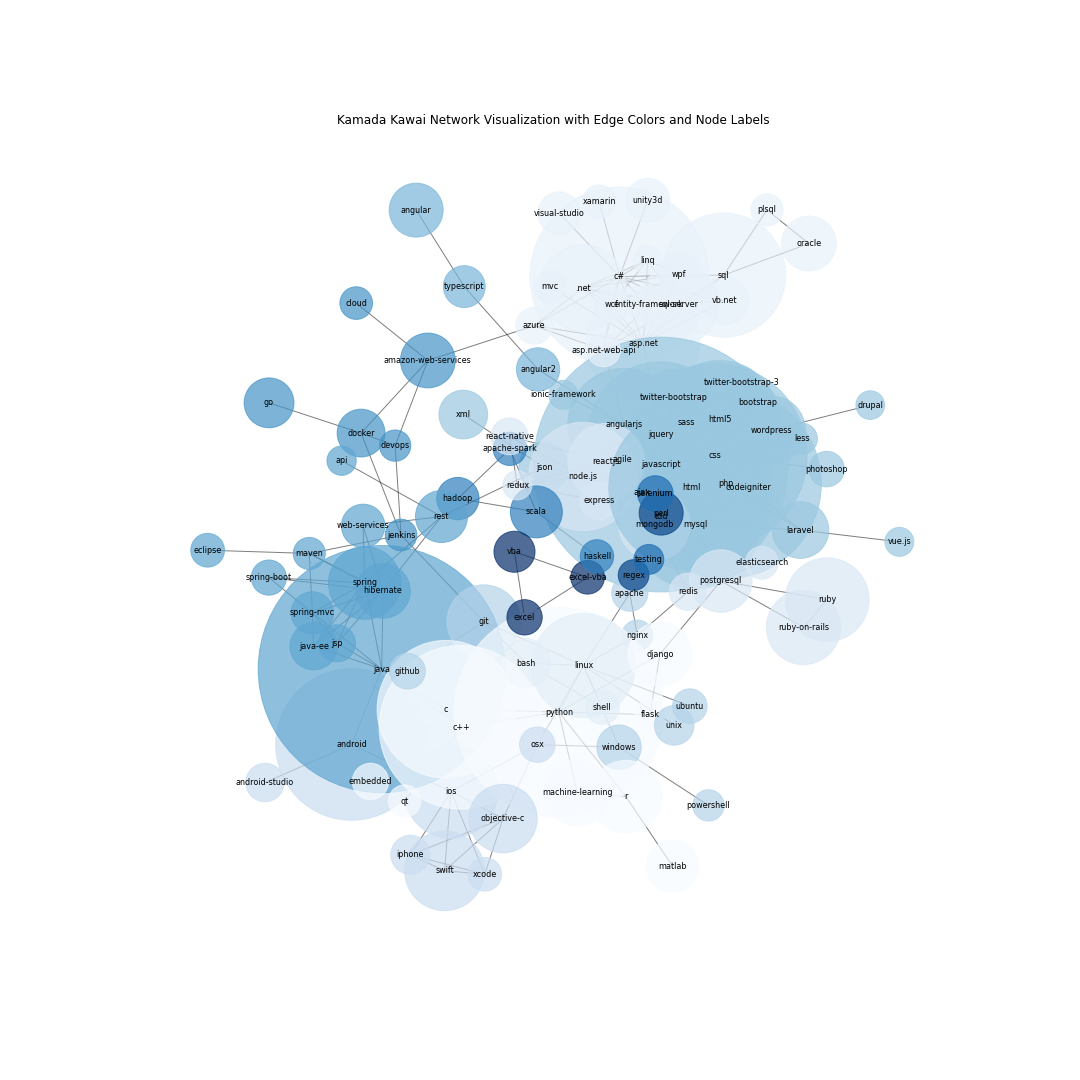 Kamada Kawai Network Visualization with Edge Colors and Node Labels
xamarin
unity3d
angular
visual-studio
plsql
oracle
linq
c#
wpf
sql
typescript
mvc
.net
cloud
wcf
entity-framework
sql-server
vb.net
azure
asp.net
asp.net-web-api
amazon-web-services
angular2
twitter-bootstrap-3
ionic-framework
twitter-bootstrap
bootstrap
go
drupal
xml
angularjs
sass
html5
docker
react-native
jquery
wordpress
less
devops
apache-spark
api
reactjs
agile
css
json
javascript
photoshop
node.js
redux
html
php
codeigniter
ajax
selenium
hadoop
express
rest
scala
perl
web-services
mongodb
mysql
laravel
jenkins
vue.js
eclipse
maven
vba
haskell
testing
elasticsearch
spring-boot
spring
excel-vba
regex
postgresql
hibernate
apache
redis
ruby
spring-mvc
excel
git
ruby-on-rails
nginx
java-ee
jsp
django
java
github
bash
linux
c
python
shell
flask
ubuntu
c++
unix
android
osx
windows
android-studio
embedded
ios
machine-learning
r
qt
powershell
objective-c
iphone
swift
xcode
matlab